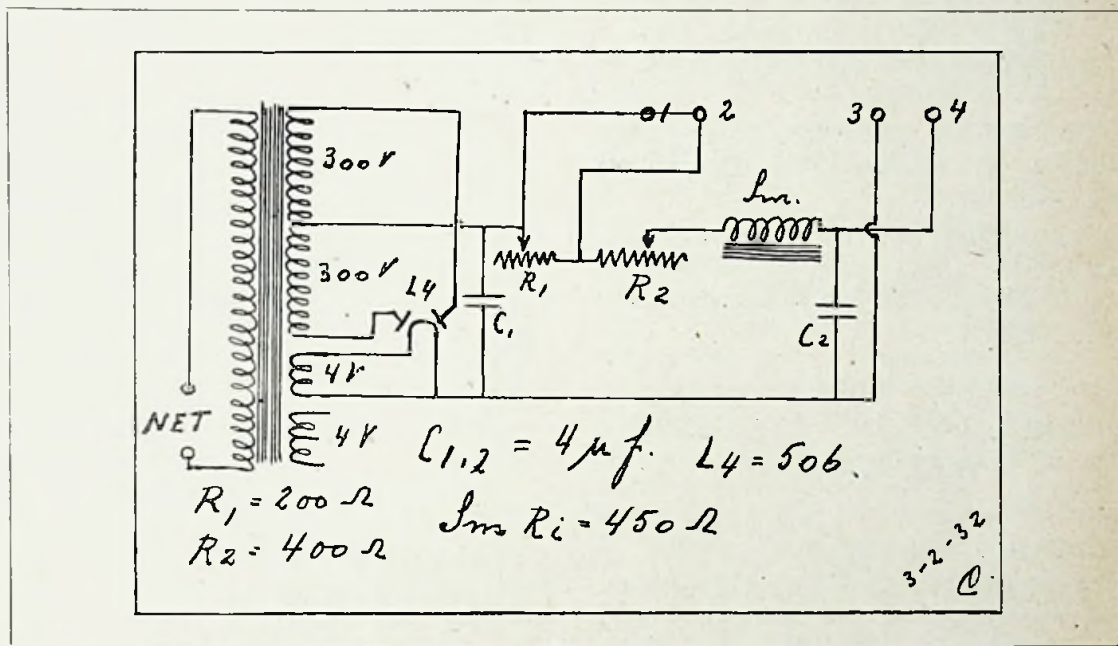 300 V
1 2 3 4
Sm.
300 V
L4
C1
R1
R2
C2
4 V
NET
4 V
C1,2 = 4 µf. L4 = 506.
R1 = 200 Ω
Sm Ri = 450 Ω
R2 = 400 Ω
3-2-32
C.